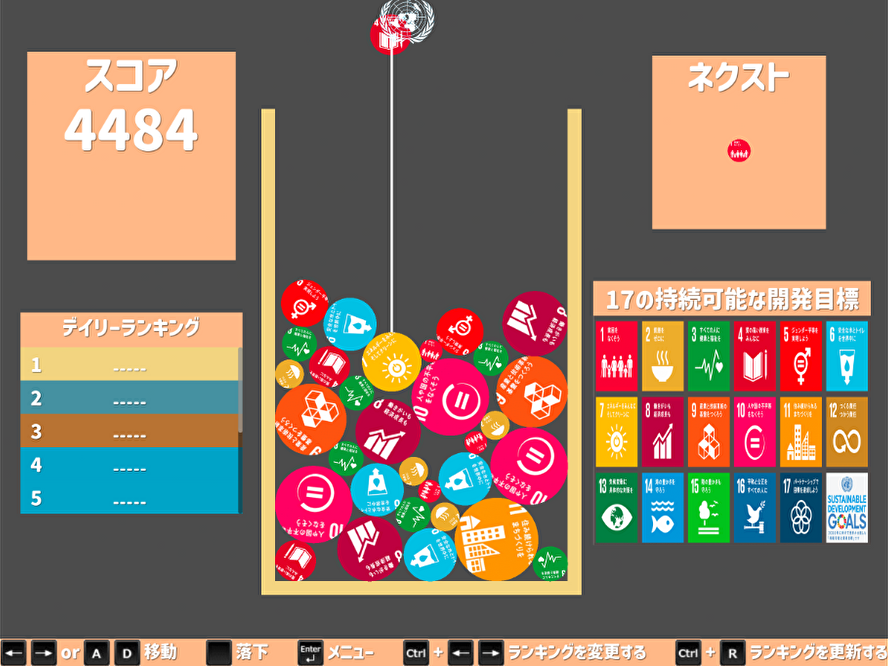 スコア
4484
ネクスト
デイリーランキング
1 -----
2 -----
3 -----
4 -----
5 -----
17の持続可能な開発目標
1 貧困を
なくそう
2 飢餓を
ゼロに
3 すべての人に
健康と福祉を
4 質の高い教育を
みんなに
5 ジェンダー平等を
実現しよう
6 安全な水とトイレ
を世界中に
7 エネルギーをみんなに
そしてクリーンに
8 働きがいも
経済成長も
9 産業と技術革新の
基盤をつくろう
10 人や国の不平等
をなくそう
11 住み続けられる
まちづくりを
12 つくる責任
つかう責任
13 気候変動に
具体的な対策を
14 海の豊かさを
守ろう
15 陸の豊かさも
守ろう
16 平和と公正を
すべての人に
17 パートナーシップで
目標を達成しよう
SUSTAINABLE
DEVELOPMENT
GOALS
← → or A D 移動 落下 Enter メニュー Ctrl + ← → ランキングを変更する Ctrl + R ランキングを更新する